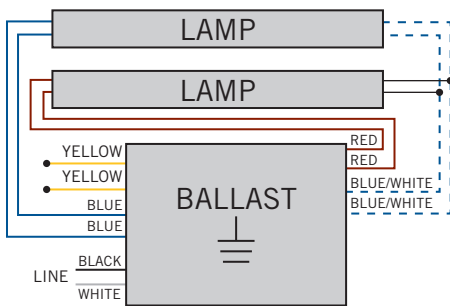 LAMP
LAMP
RED
YELLOW
RED
YELLOW
BLUE/WHITE
BALLAST
BLUE
BLUE/WHITE
BLUE
BLACK
LINE
WHITE